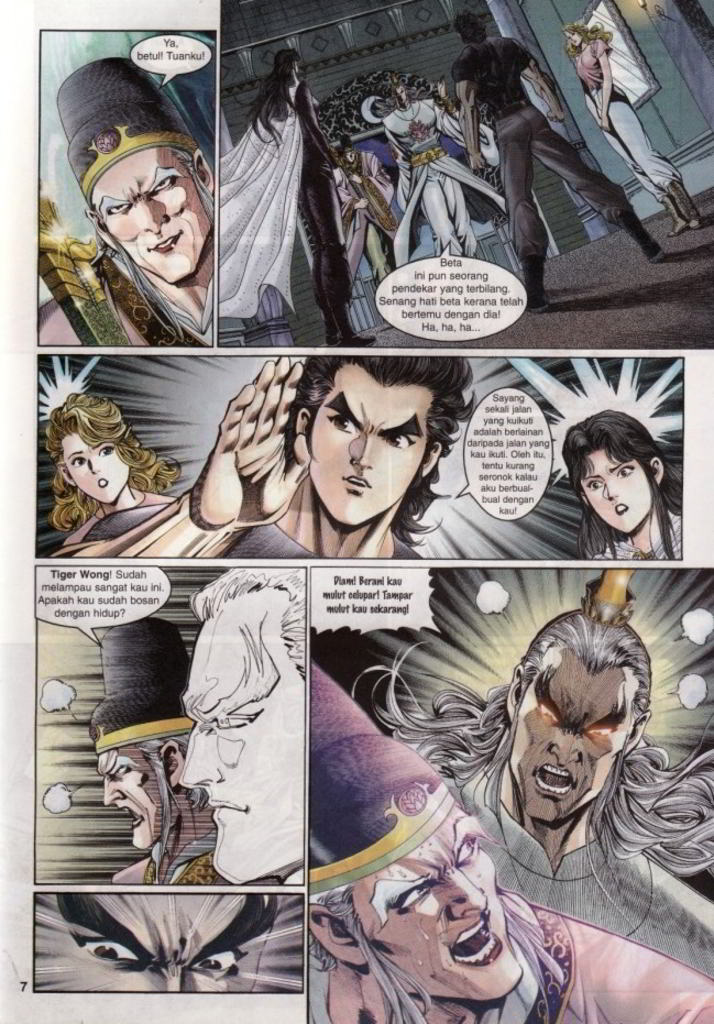 Ya,
betul! Tuanku!
Beta
ini pun seorang
pendekar yang terbilang.
Senang hati beta kerana telah
bertemu dengan dia!
Ha, ha, ha...
Sayang
sekali jalan
yang kuikuti
adalah berlainan
daripada jalan yang
kau ikuti. Oleh itu,
tentu kurang
seronok kalau
aku berbual-
bual dengan
kau!
Tiger Wong! Sudah
melampau sangat kau ini.
Apakah kau sudah bosan
dengan hidup?
Diam! Berani kau
mulut celupar! Tampar
mulut kau sekarang!
7